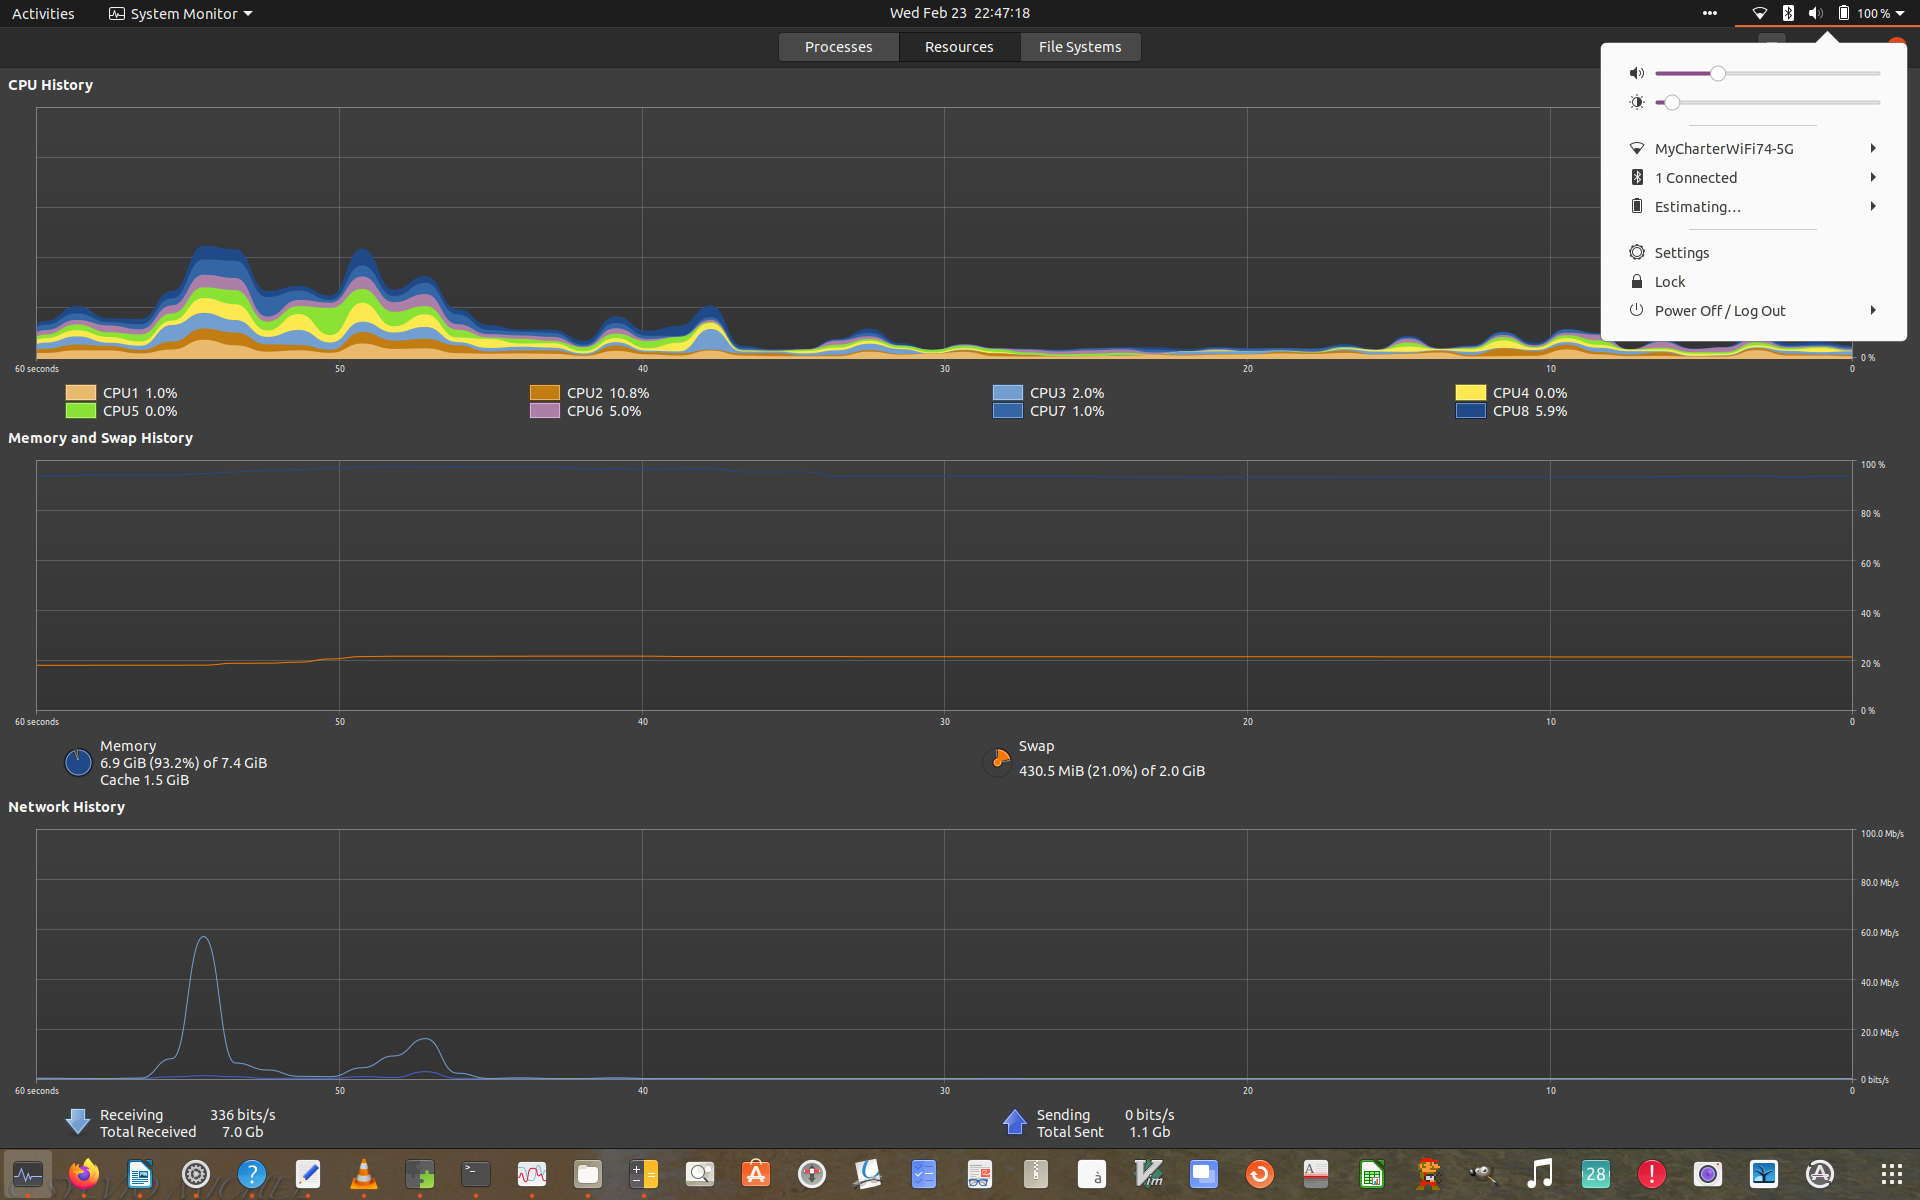 Activities System Monitor Wed Feb 23 22:47:18 100 %
Processes Resources File Systems
CPU History
MyCharterWiFi74-5G
1 Connected
Estimating…
Settings
Lock
Power Off / Log Out
0 %
60 seconds 50 40 30 20 10 0
CPU1 1.0% CPU2 10.8% CPU3 2.0% CPU4 0.0%
CPU5 0.0% CPU6 5.0% CPU7 1.0% CPU8 5.9%
Memory and Swap History
100 %
80 %
60 %
40 %
20 %
0 %
60 seconds 50 40 30 20 10 0
Memory
6.9 GiB (93.2%) of 7.4 GiB
Cache 1.5 GiB
Swap
430.5 MiB (21.0%) of 2.0 GiB
Network History
100.0 Mb/s
80.0 Mb/s
60.0 Mb/s
40.0 Mb/s
20.0 Mb/s
0 bits/s
60 seconds 50 40 30 20 10 0
Receiving 336 bits/s
Total Received 7.0 Gb
Sending 0 bits/s
Total Sent 1.1 Gb
28